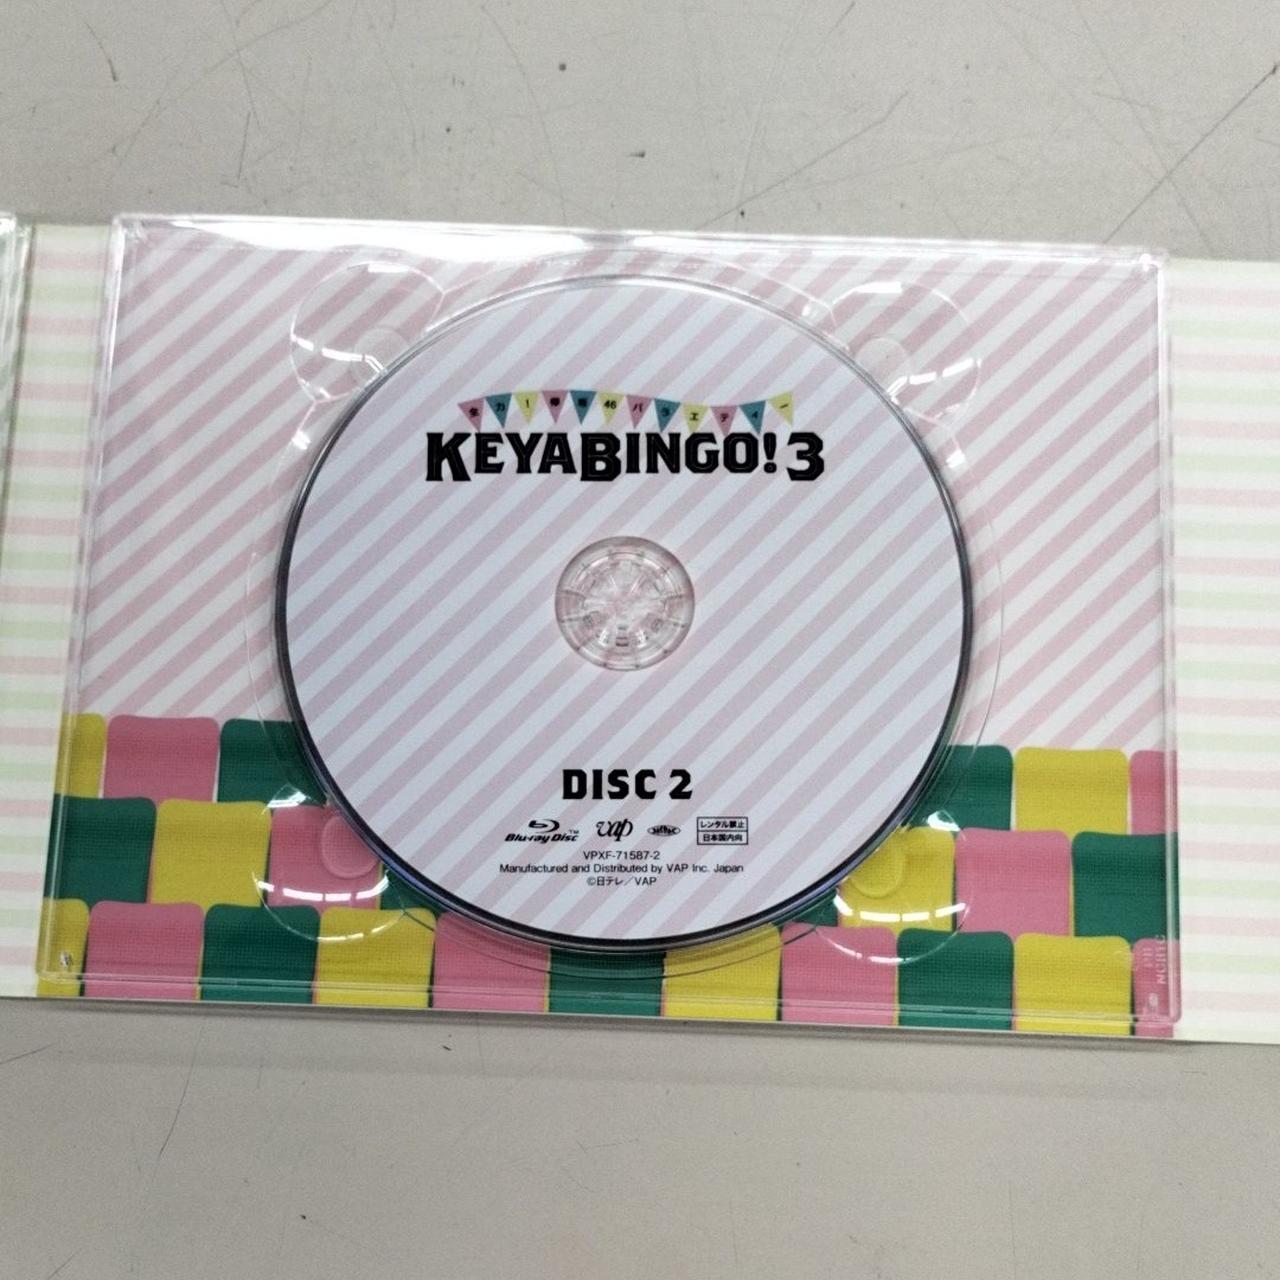 全力!欅坂46バラエティー
KEYABINGO!3
DISC 2
Blu-ray Disc™ vap
レンタル禁止
日本国内向
VPXF-71587-2
Manufactured and Distributed by VAP Inc. Japan
©日テレ/VAP